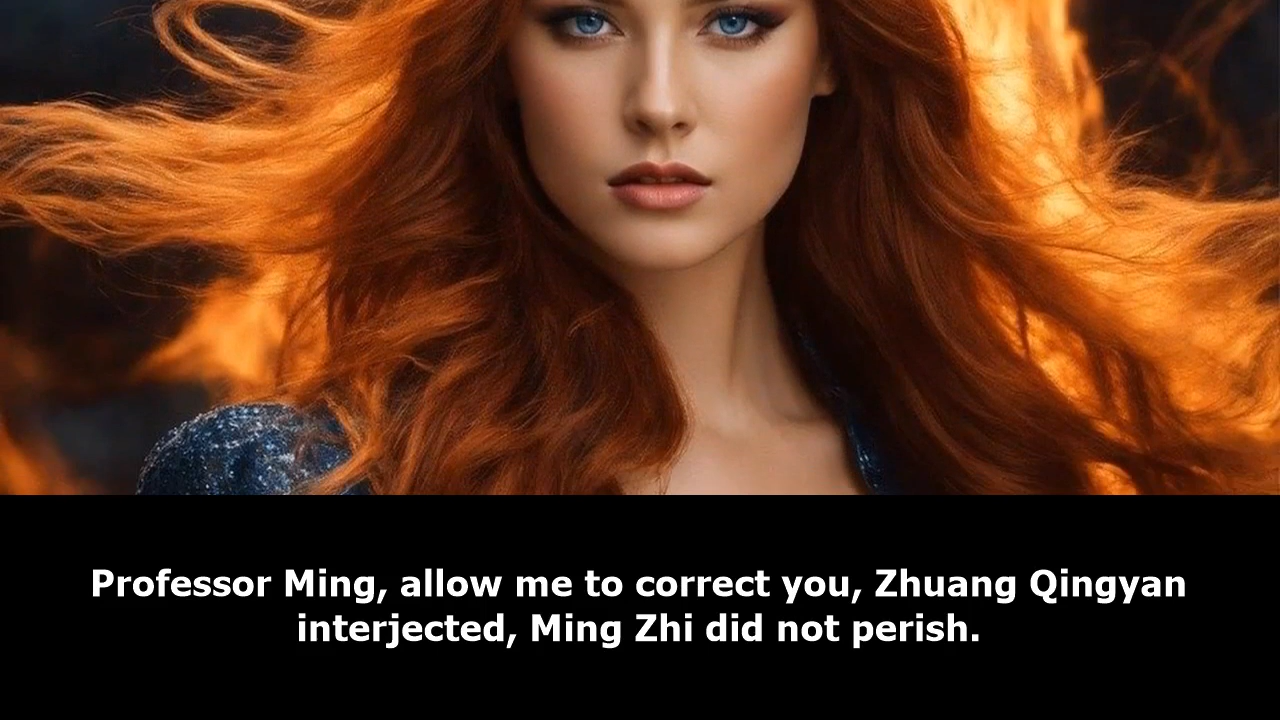 Professor Ming, allow me to correct you, Zhuang Qingyan
interjected, Ming Zhi did not perish.